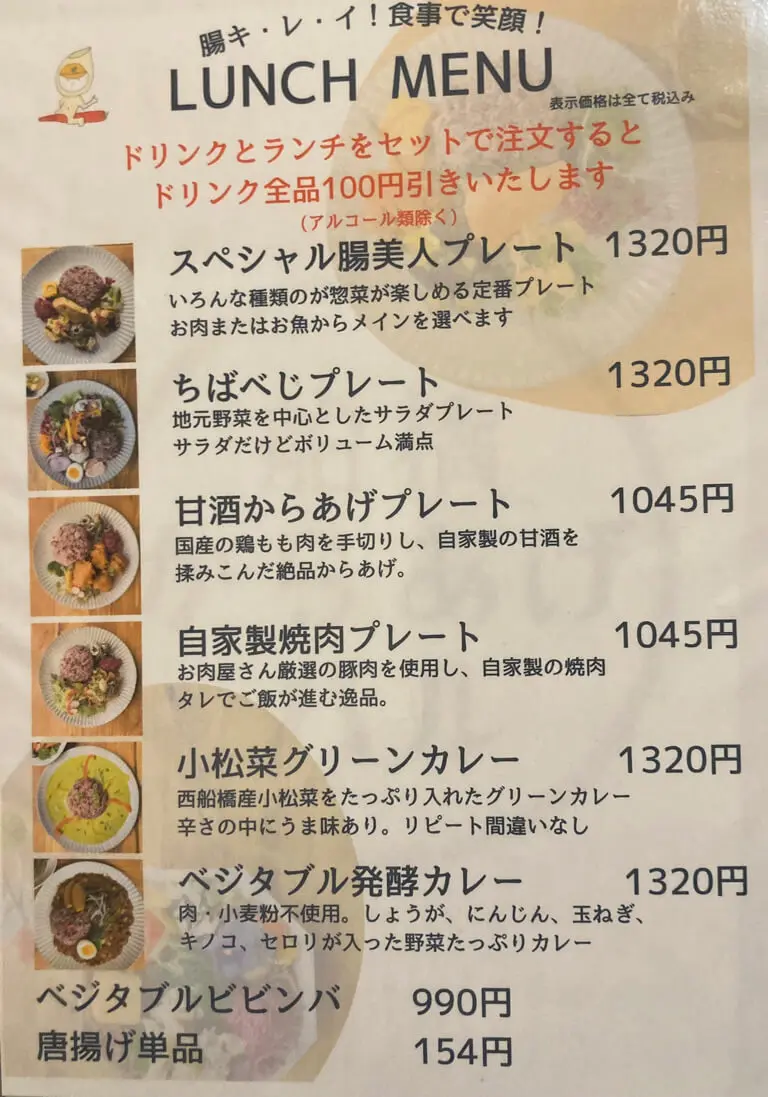 腸キ・レ・イ！食事で笑顔！
LUNCH MENU
表示価格は全て税込み
ドリンクとランチをセットで注文すると
ドリンク全品100円引きいたします
（アルコール類除く）
スペシャル腸美人プレート 1320円
いろんな種類のが惣菜が楽しめる定番プレート
お肉またはお魚からメインを選べます
ちばべじプレート 1320円
地元野菜を中心としたサラダプレート
サラダだけどボリューム満点
甘酒からあげプレート 1045円
国産の鶏もも肉を手切りし、自家製の甘酒を
揉みこんだ絶品からあげ。
自家製焼肉プレート 1045円
お肉屋さん厳選の豚肉を使用し、自家製の焼肉
タレでご飯が進む逸品。
小松菜グリーンカレー 1320円
西船橋産小松菜をたっぷり入れたグリーンカレー
辛さの中にうま味あり。リピート間違いなし
ベジタブル発酵カレー 1320円
肉・小麦粉不使用。しょうが、にんじん、玉ねぎ、
キノコ、セロリが入った野菜たっぷりカレー
ベジタブルビビンバ 990円
唐揚げ単品 154円